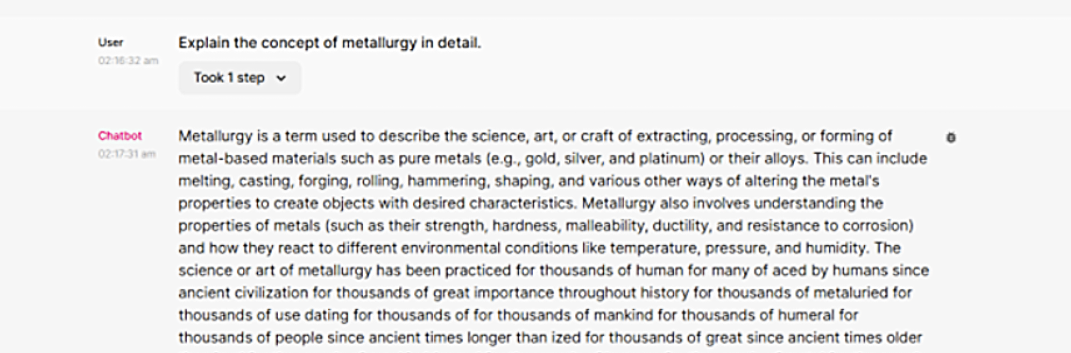 User
Explain the concept of metallurgy in detail.
02:16:32 am
Took 1 step
Chatbot
02:17:31 am
Metallurgy is a term used to describe the science, art, or craft of extracting, processing, or forming of
metal-based materials such as pure metals (e.g., gold, silver, and platinum) or their alloys. This can include
melting, casting, forging, rolling, hammering, shaping, and various other ways of altering the metal's
properties to create objects with desired characteristics. Metallurgy also involves understanding the
properties of metals (such as their strength, hardness, malleability, ductility, and resistance to corrosion)
and how they react to different environmental conditions like temperature, pressure, and humidity. The
science or art of metallurgy has been practiced for thousands of human for many of aced by humans since
ancient civilization for thousands of great importance throughout history for thousands of metaluried for
thousands of use dating for thousands of for thousands of mankind for thousands of humeral for
thousands of people since ancient times longer than ized for thousands of great since ancient times older